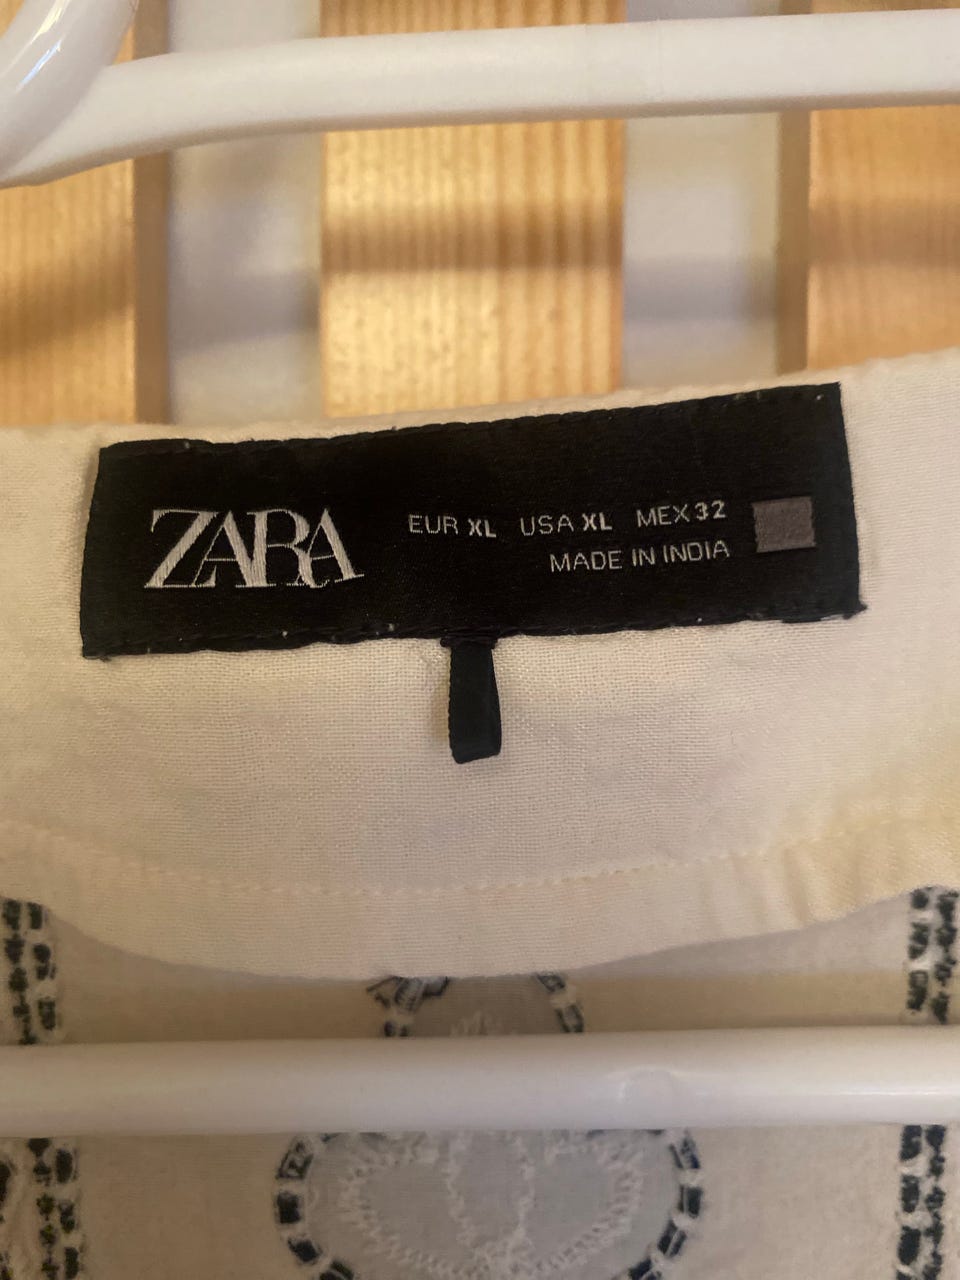 ZARA
EUR XL USA XL MEX 32
MADE IN INDIA